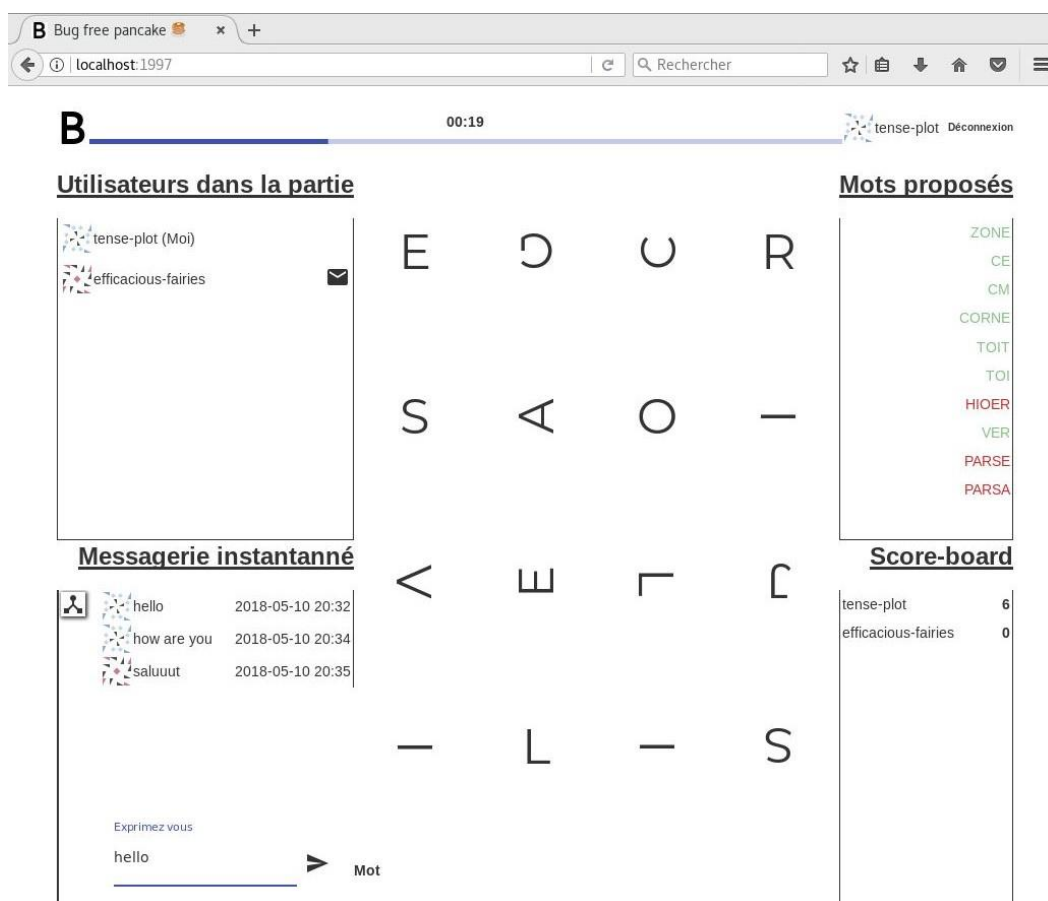 B Bug free pancake
localhost:1997
Rechercher
B
00:19
tense-plot Déconnexion
Utilisateurs dans la partie
tense-plot (Moi)
efficacious-fairies
E G C R
S A O I
V E L J
I L I S
Mots proposés
ZONE
CE
CM
CORNE
TOIT
TOI
HIOER
VER
PARSE
PARSA
Messagerie instantanné
hello 2018-05-10 20:32
how are you 2018-05-10 20:34
saluuut 2018-05-10 20:35
Score-board
tense-plot 6
efficacious-fairies 0
Exprimez vous
hello
Mot